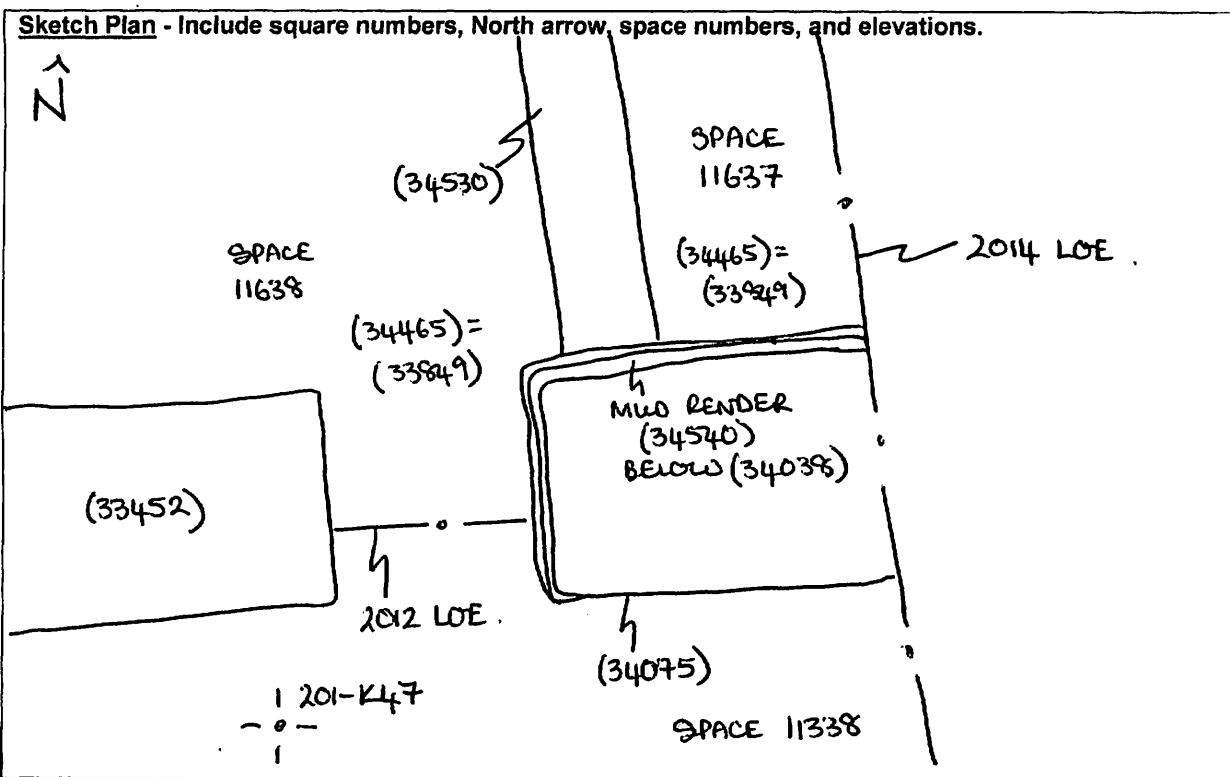 Sketch Plan - Include square numbers, North arrow, space numbers, and elevations.
N
(34530)
SPACE
11637
SPACE
11638
(34465)=
(33849)
2014 LOE.
(34465)=
(33849)
MUD RENDER
(34540)
BELOW (34038)
(33452)
2012 LOE.
(34075)
201-K47
SPACE 11338